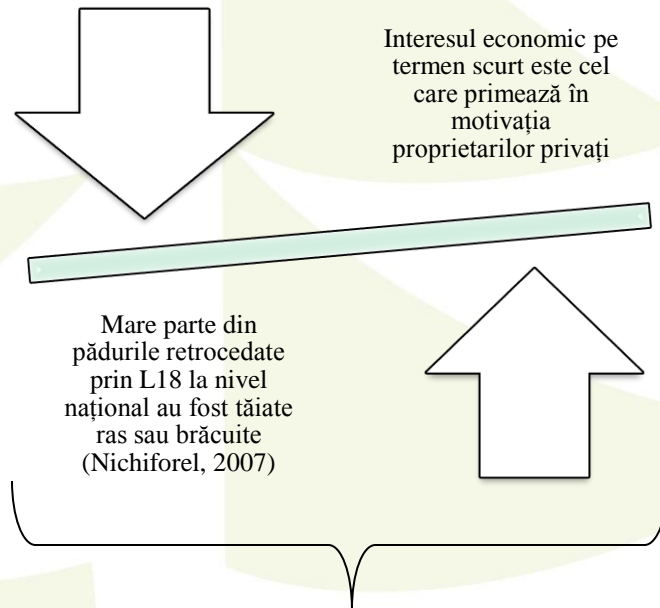 Interesul economic pe
termen scurt este cel
care primează în
motivația
proprietarilor privați
Mare parte din
pădurile retrocedate
prin L18 la nivel
național au fost tăiate
ras sau brăcuite
(Nichiforel, 2007)